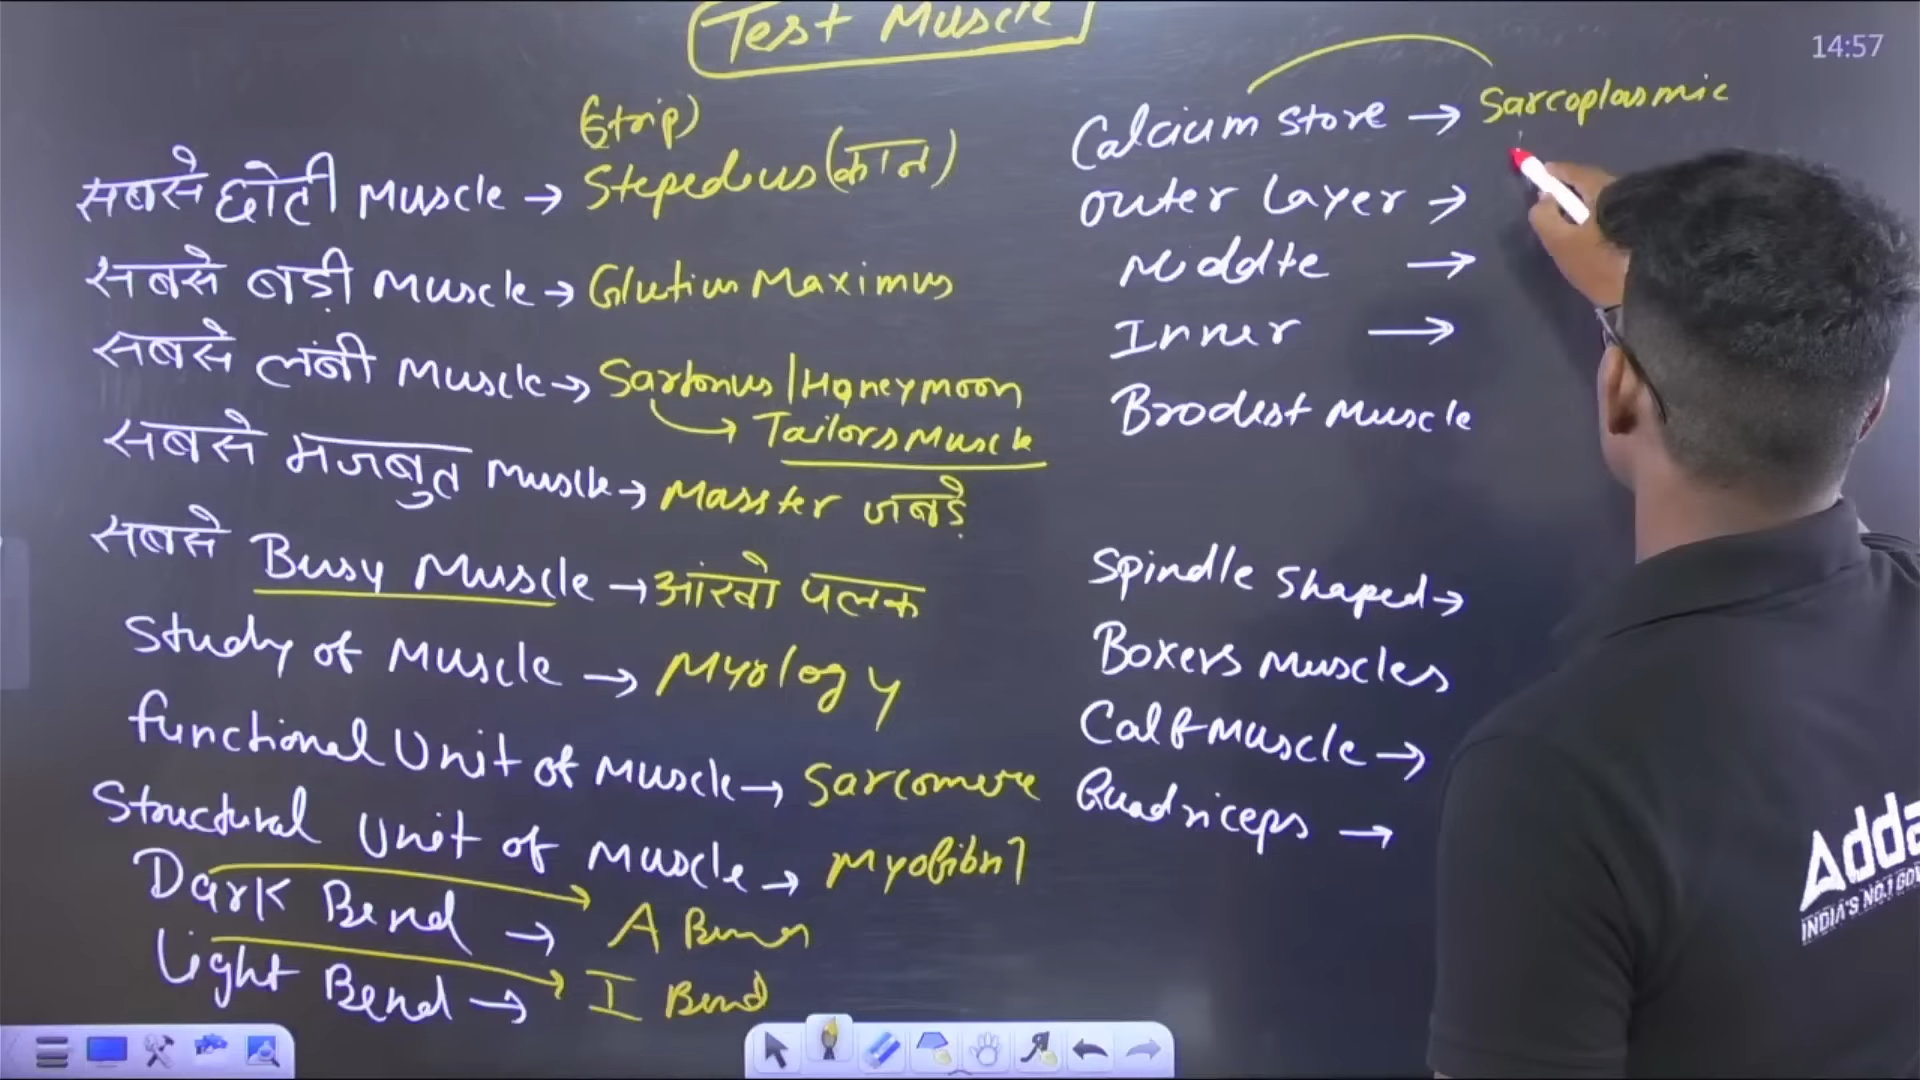 Test Muscle
14:57
(Strip)
सबसे छोटी Muscle → Stepedius (कान)
सबसे बड़ी Muscle → Glutius Maximus
सबसे लंबी Muscle → Sartorius / Honeymoon
→ Tailors Muscle
सबसे मजबुत Muscle → Masster जबड़े
सबसे Busy Muscle → आंखो पलक
Study of Muscle → Myology
functional Unit of Muscle → Sarcomere
Structural Unit of Muscle → Myofibril
Dark Bend → A Bend
Light Bend → I Bend
Calcium Store → Sarcoplasmic
Outer Layer →
Middle →
Inner →
Brodest Muscle
Spindle Shaped →
Boxers Muscles
Calf Muscle →
Quadriceps →
Adda
INDIA'S NO.1 GOV